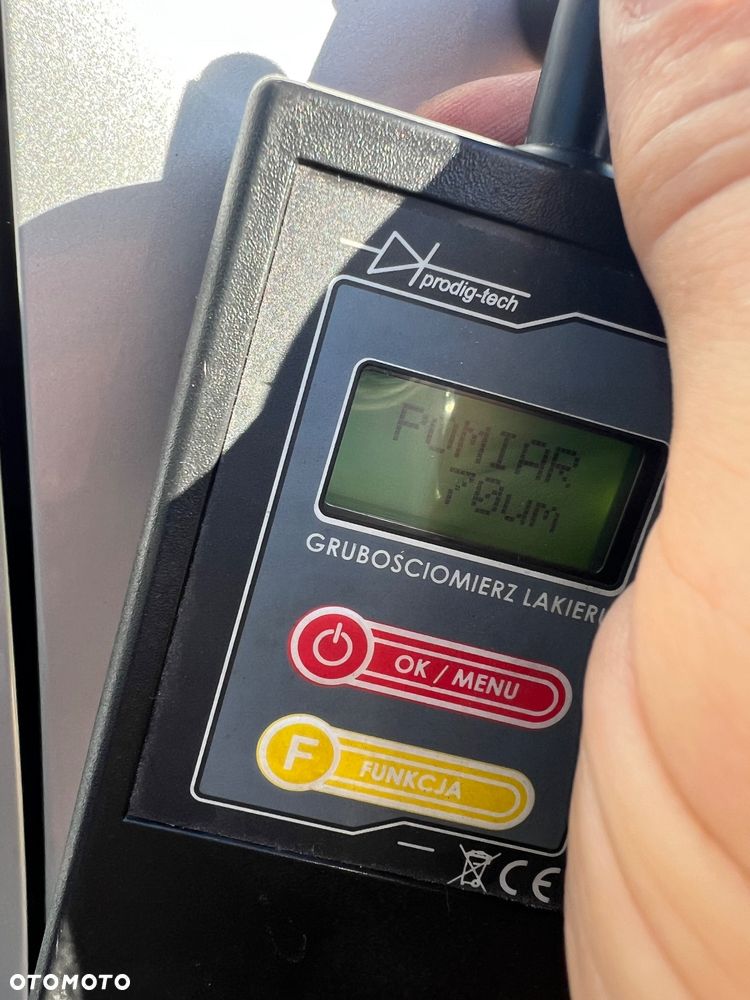 prodig-tech
POMIAR
70um
GRUBOŚCIOMIERZ LAKIERU
OK / MENU
F FUNKCJA
CE
OTOMOTO